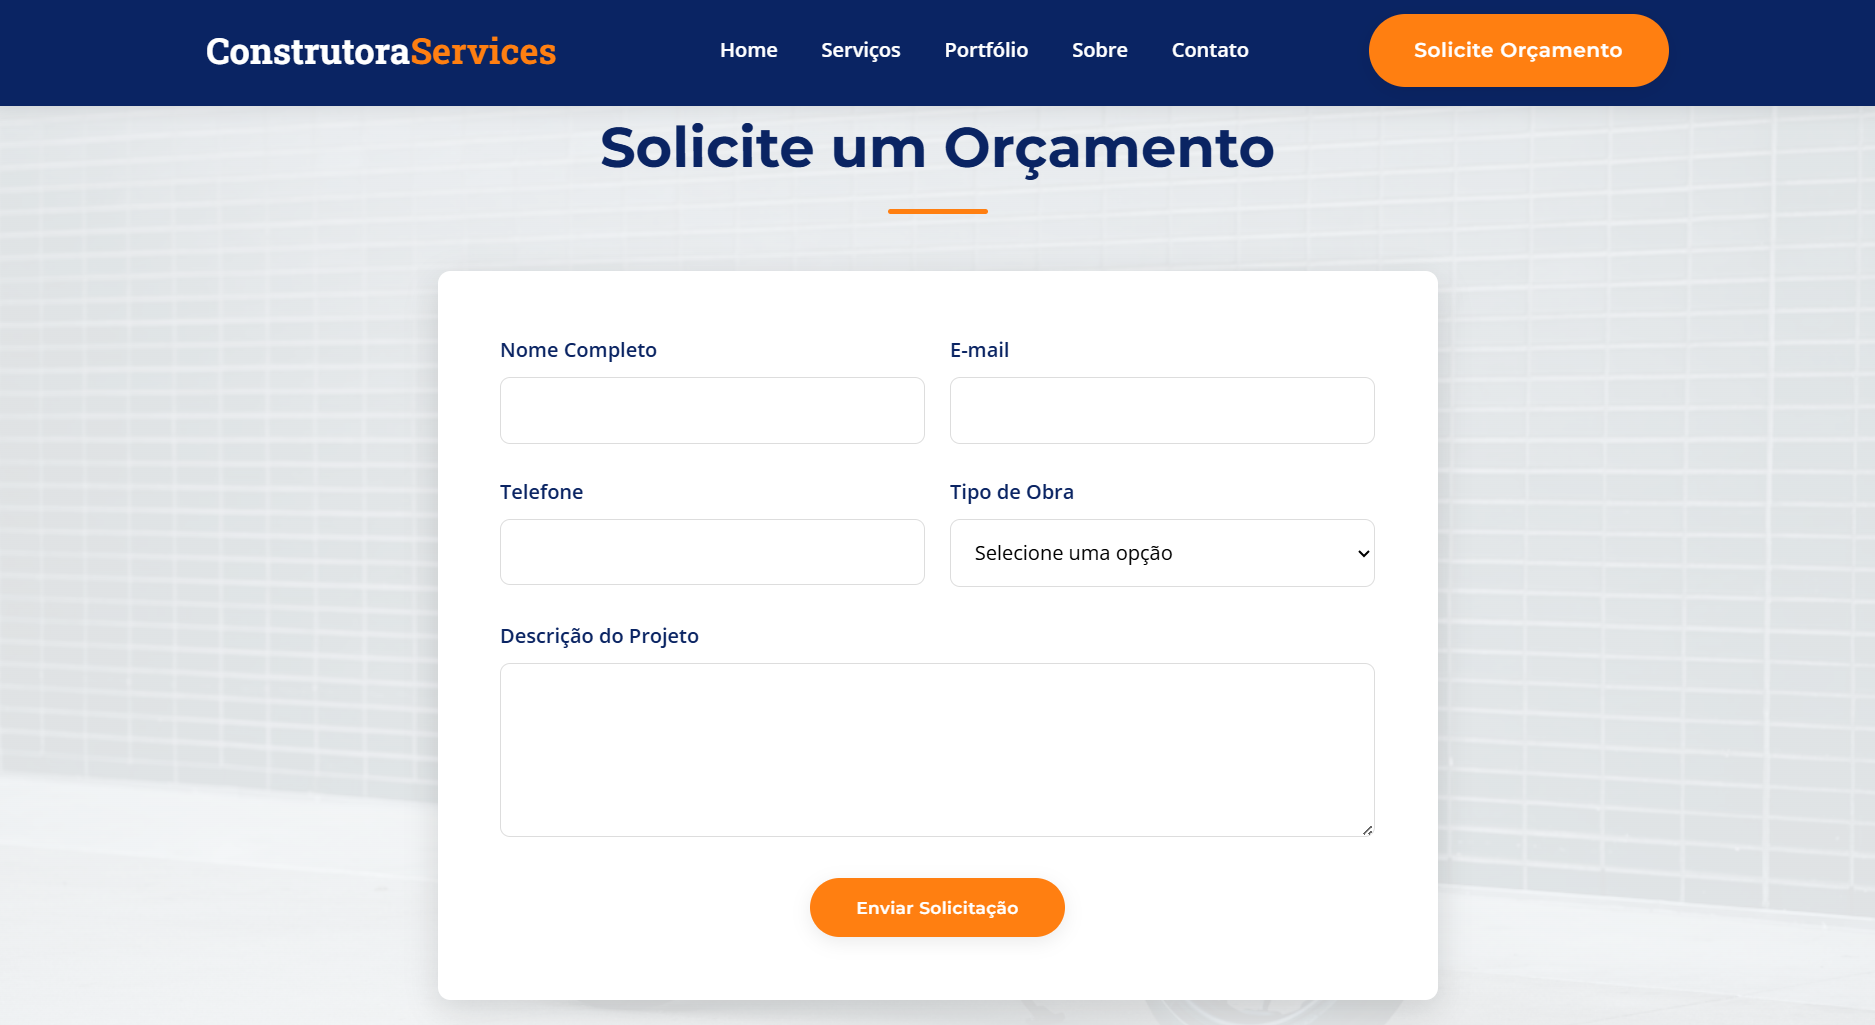 ConstrutoraServices
Home
Serviços
Portfólio
Sobre
Contato
Solicite Orçamento
Solicite um Orçamento
Nome Completo
E-mail
Telefone
Tipo de Obra
Selecione uma opção
Descrição do Projeto
Enviar Solicitação